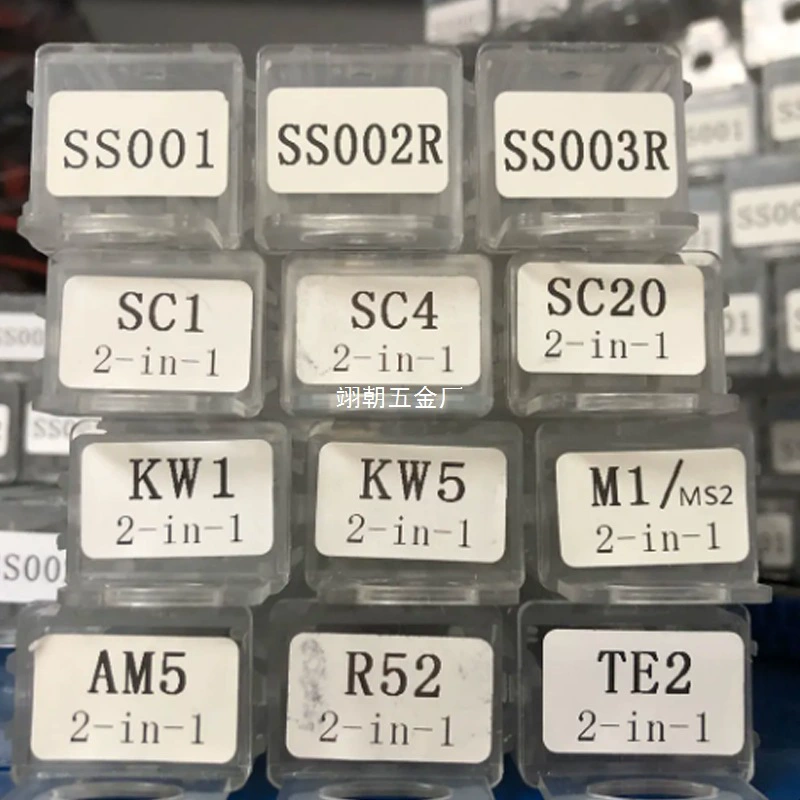 SS001
SS002R
SS003R
SC1
2-in-1
SC4
2-in-1
SC20
2-in-1
翊朝五金厂
KW1
2-in-1
KW5
2-in-1
M1/MS2
2-in-1
AM5
2-in-1
R52
2-in-1
TE2
2-in-1